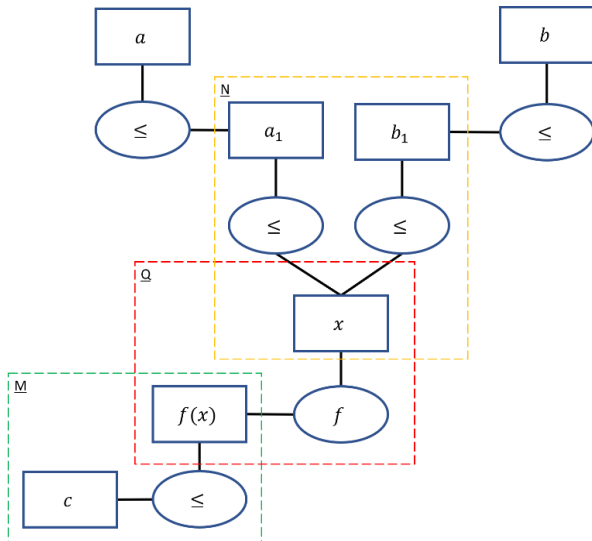 a
b
N
≤
a₁
b₁
≤
≤
≤
Q
x
M
f(x)
f
c
≤